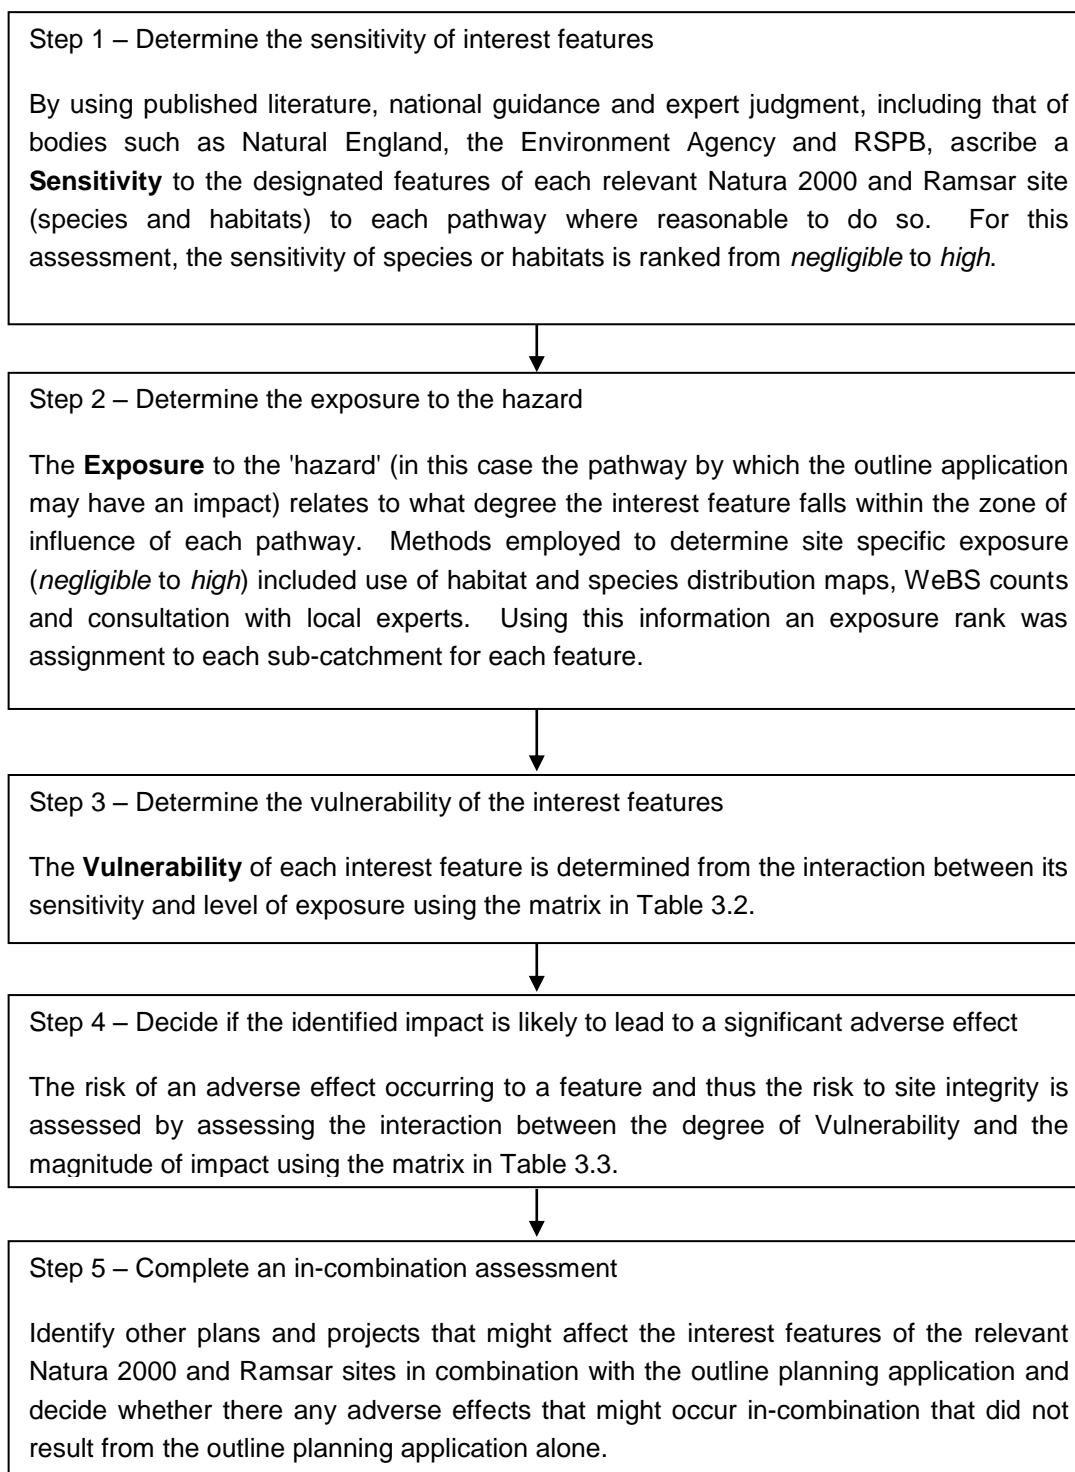 Step 1 – Determine the sensitivity of interest features
By using published literature, national guidance and expert judgment, including that of
bodies such as Natural England, the Environment Agency and RSPB, ascribe a
Sensitivity to the designated features of each relevant Natura 2000 and Ramsar site
(species and habitats) to each pathway where reasonable to do so. For this
assessment, the sensitivity of species or habitats is ranked from negligible to high.
Step 2 – Determine the exposure to the hazard
The Exposure to the 'hazard' (in this case the pathway by which the outline application
may have an impact) relates to what degree the interest feature falls within the zone of
influence of each pathway. Methods employed to determine site specific exposure
(negligible to high) included use of habitat and species distribution maps, WeBS counts
and consultation with local experts. Using this information an exposure rank was
assignment to each sub-catchment for each feature.
Step 3 – Determine the vulnerability of the interest features
The Vulnerability of each interest feature is determined from the interaction between its
sensitivity and level of exposure using the matrix in Table 3.2.
Step 4 – Decide if the identified impact is likely to lead to a significant adverse effect
The risk of an adverse effect occurring to a feature and thus the risk to site integrity is
assessed by assessing the interaction between the degree of Vulnerability and the
magnitude of impact using the matrix in Table 3.3.
Step 5 – Complete an in-combination assessment
Identify other plans and projects that might affect the interest features of the relevant
Natura 2000 and Ramsar sites in combination with the outline planning application and
decide whether there any adverse effects that might occur in-combination that did not
result from the outline planning application alone.